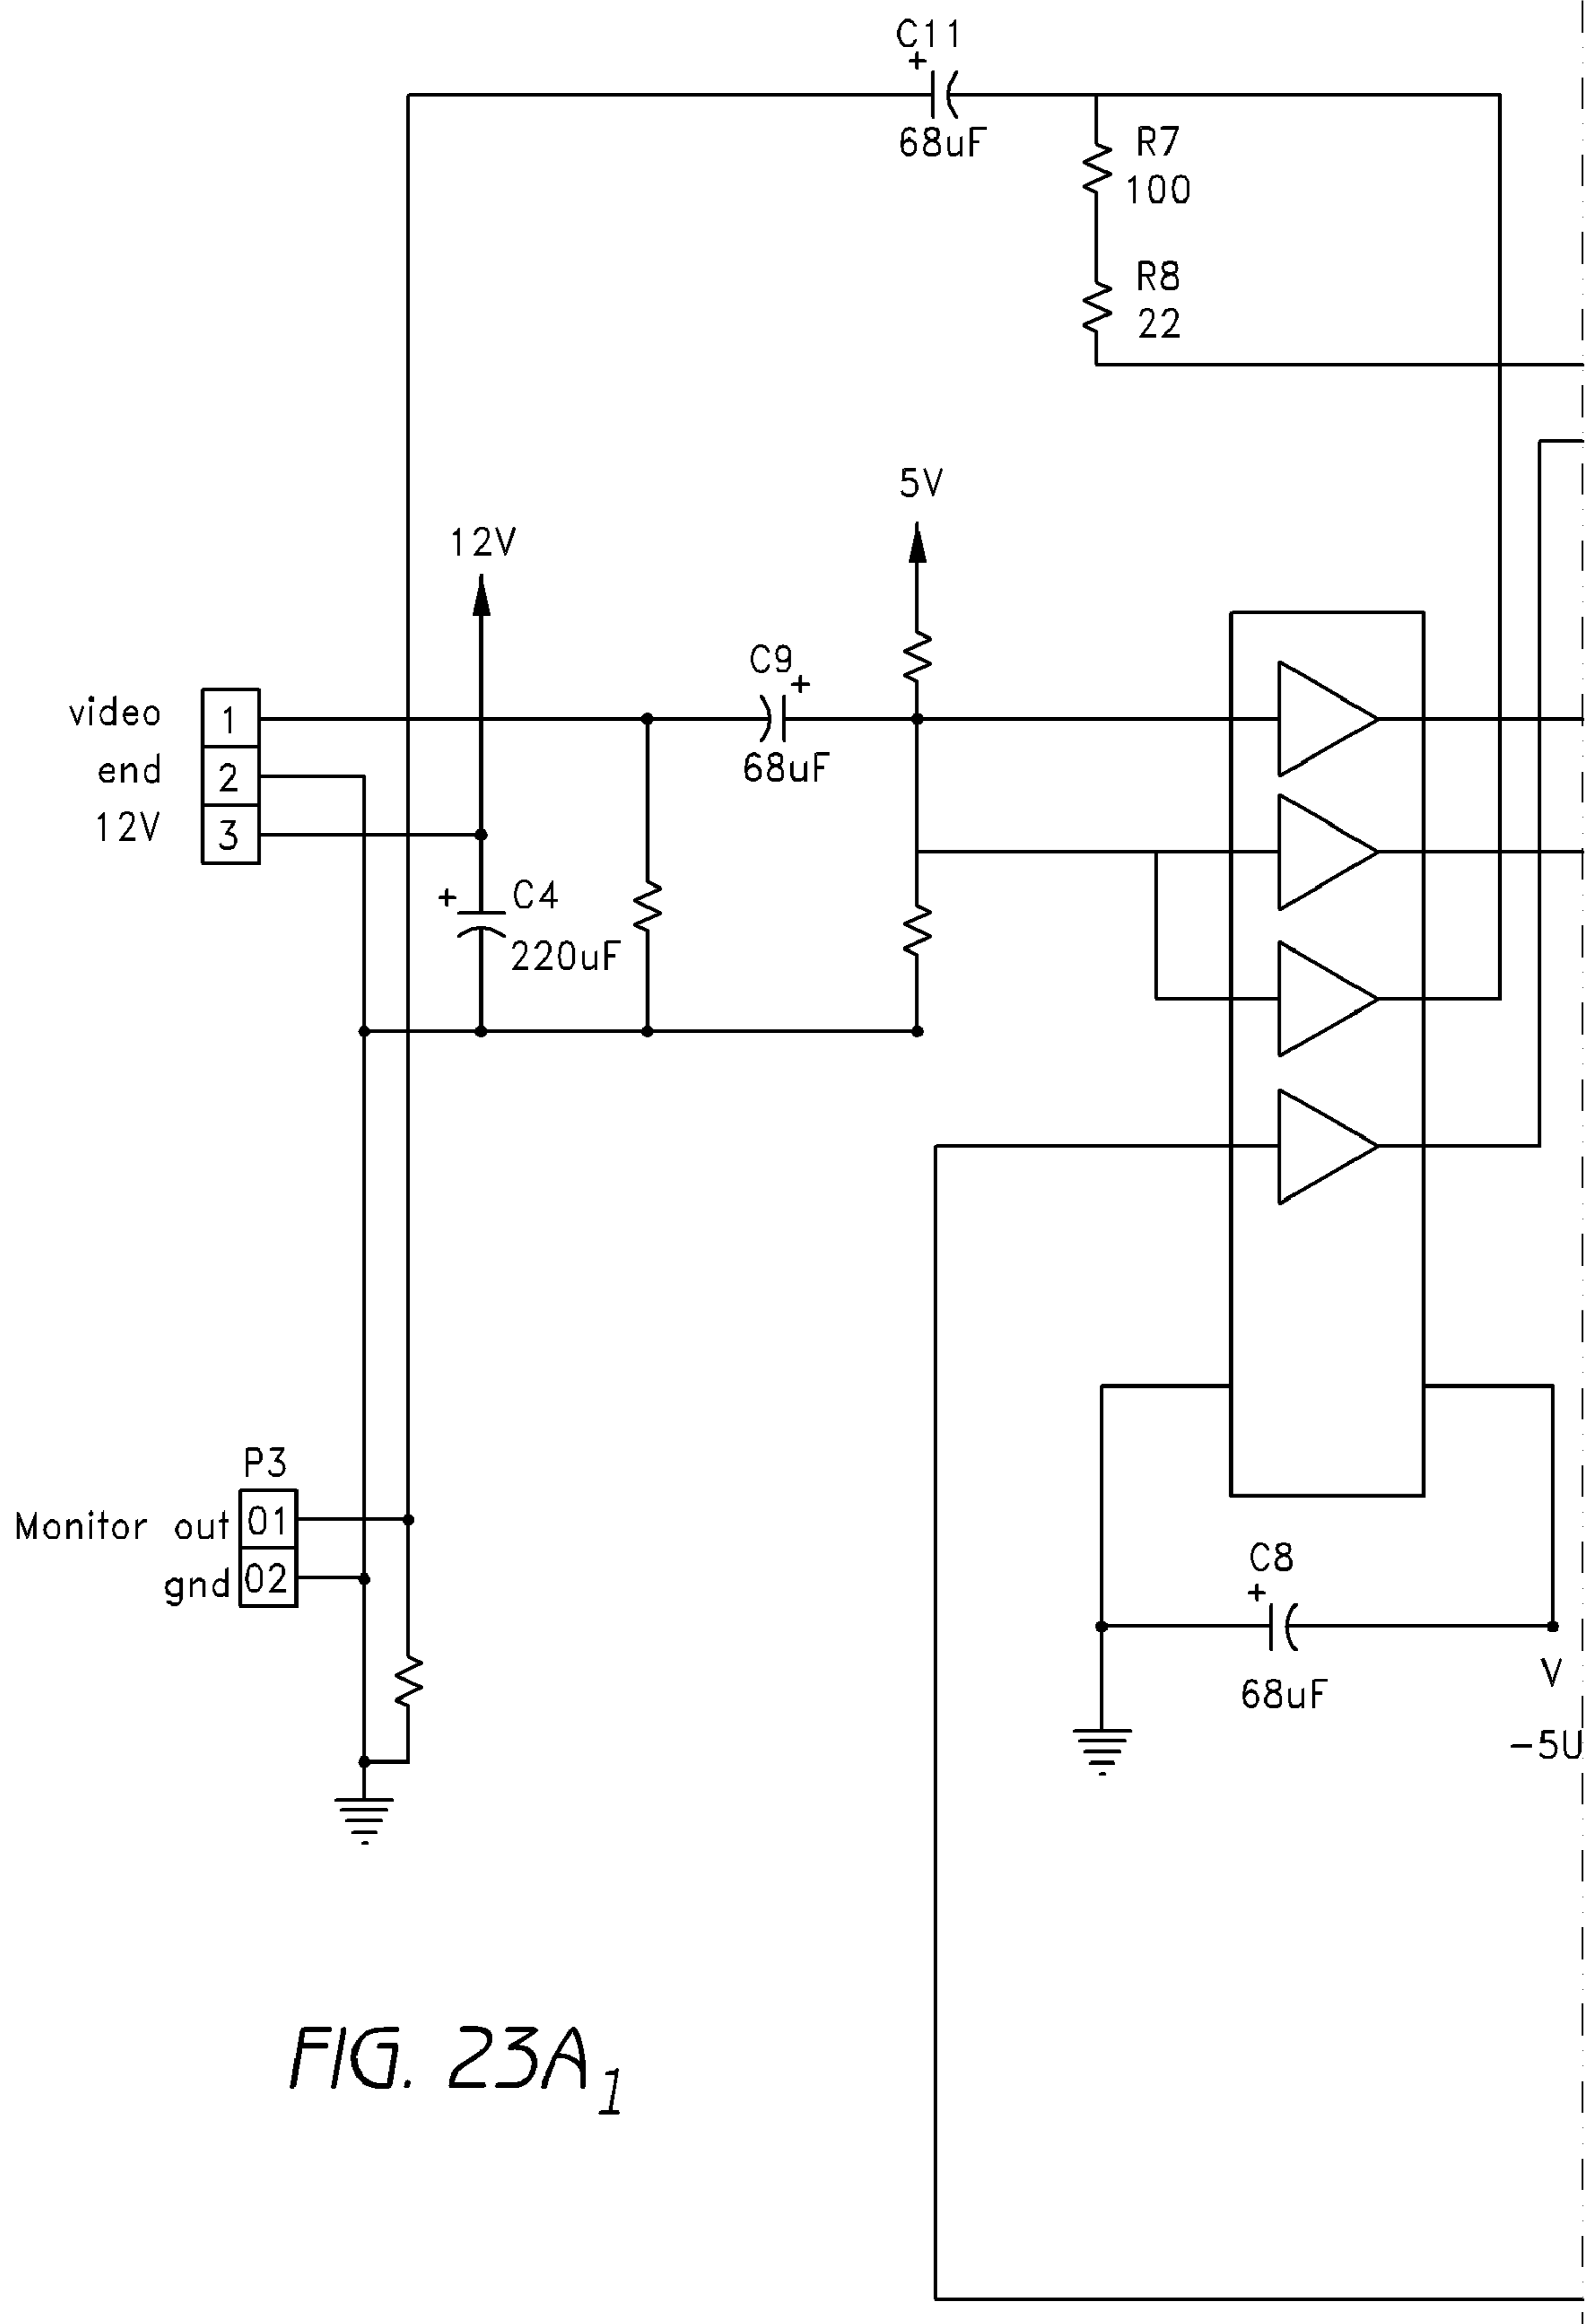 C11
+
68uF
R7
100
R8
22
5V
12V
C9
+
68uF
video 1
end 2
12V 3
+ C4
220uF
P3
Monitor out 01
gnd 02
C8
+
68uF
V
-5U
FIG. 23A1